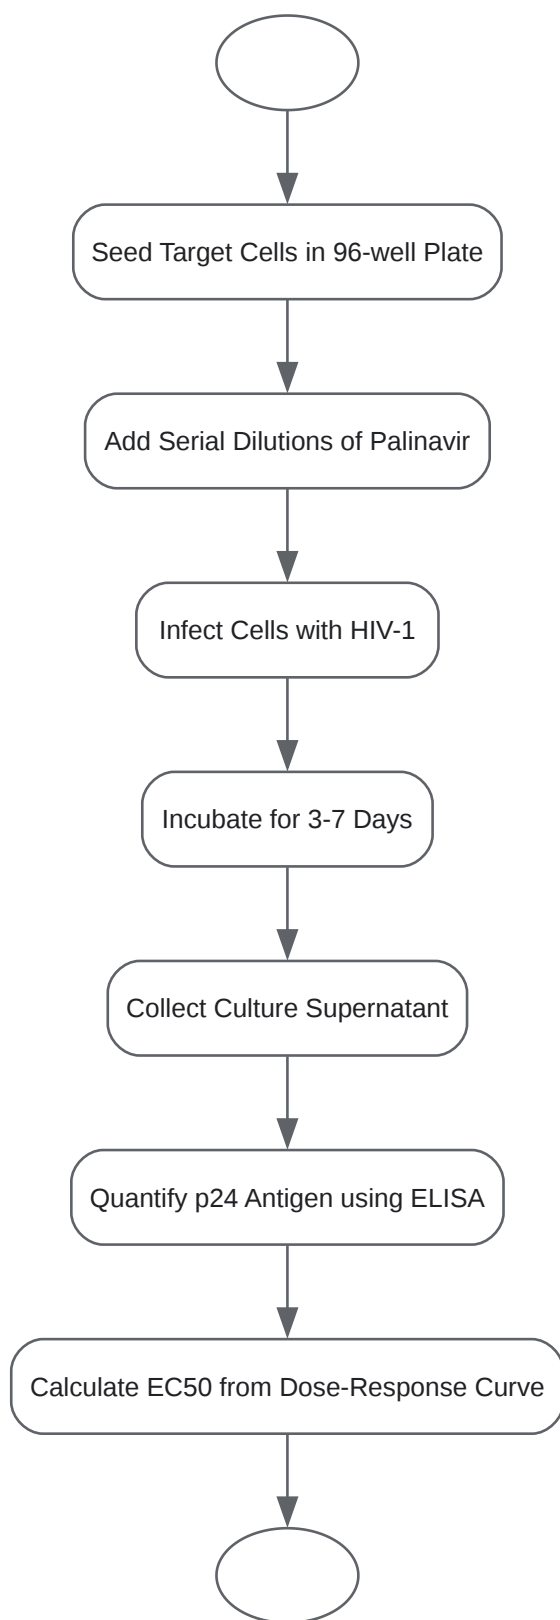 Seed Target Cells in 96-well Plate
Add Serial Dilutions of Palinavir
Infect Cells with HIV-1
Incubate for 3-7 Days
Collect Culture Supernatant
Quantify p24 Antigen using ELISA
Calculate EC50 from Dose-Response Curve